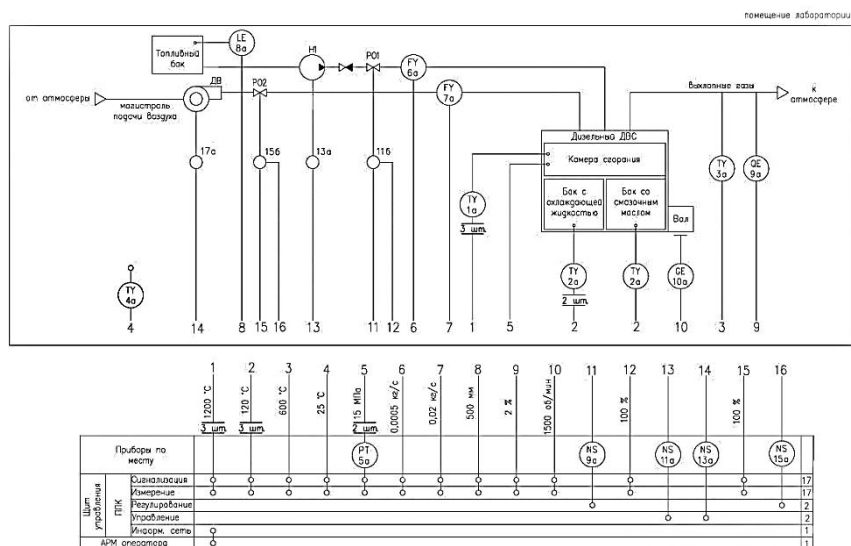 помещение лаборатории
LE
8а
Топливный
бак
Н1
РО1
FY
6а
ДВ
РО2
FY
7а
от атмосферы
магистраль
подачи воздуха
выхлопные газы
к
атмосфере
17а
15б
13а
11б
Дизельный ДВС
Камера сгорания
TY
3а
QE
9а
TY
1а
3 шт.
Бак с
охлаждающей
жидкостью
Бак со
смазочным
маслом
Вал
TY
4а
TY
2а
2 шт.
TY
2а
GE
10а
4 14 8 15 16 13 11 12 6 7 1 5 2 2 10 3 9
1 2 3 4 5 6 7 8 9 10 11 12 13 14 15 16
1200 °С
3 шт.
120 °С
3 шт.
600 °С
25 °С
15 МПа
2 шт.
0,0005 кг/с
0,02 кг/с
500 мм
2 %
1500 об/мин
100 %
100 %
Приборы по
месту
PT
5а
NS
9а
NS
11а
NS
13а
NS
15а
Щит
управления
ППК
Сигнализация 17
Измерение 17
Регулирование 2
Управление 2
Информ. сеть 1
АРМ оператора 1